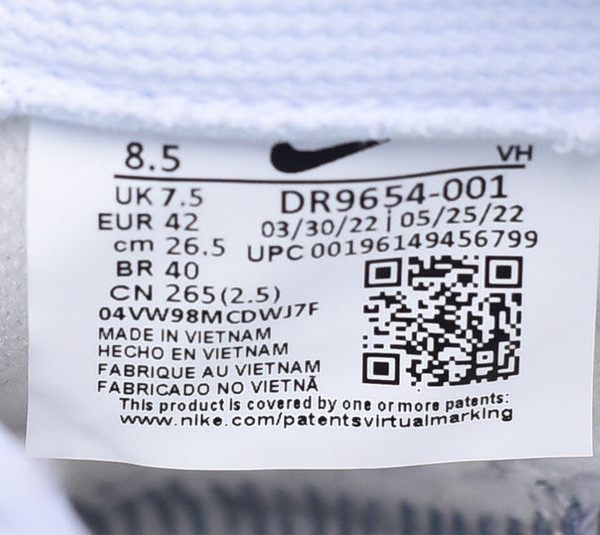 8.5 VH
UK 7.5 DR9654-001
EUR 42 03/30/22 | 05/25/22
cm 26.5 UPC 00196149456799
BR 40
CN 265(2.5)
04VW98MCDWJ7F
MADE IN VIETNAM
HECHO EN VIETNAM
FABRIQUE AU VIETNAM
FABRICADO NO VIETNÃ
This product is covered by one or more patents:
www.nike.com/patentsvirtualmarking